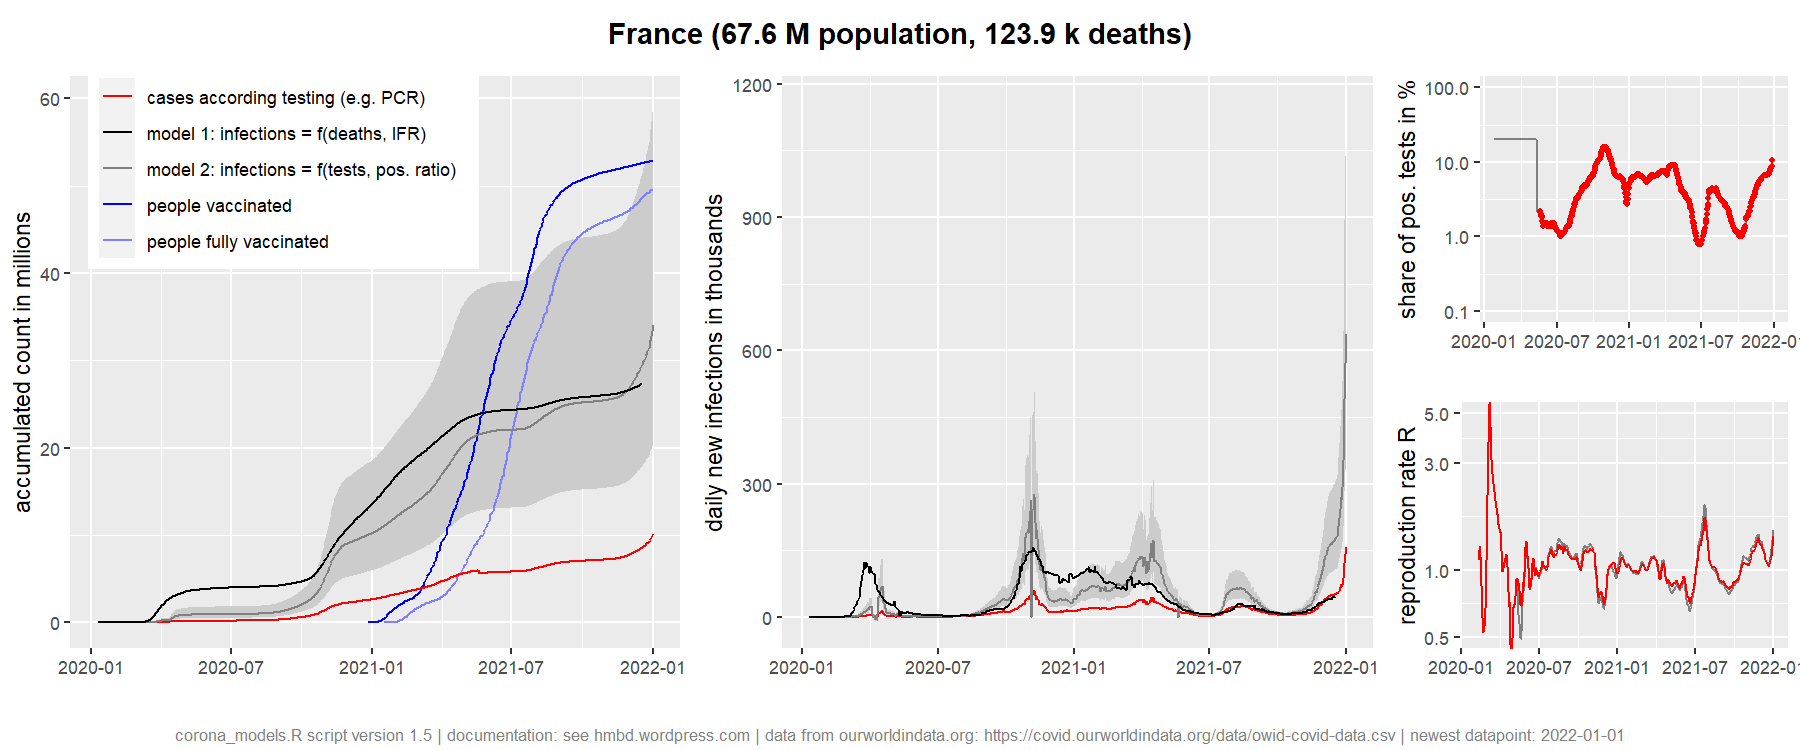 France (67.6 M population, 123.9 k deaths)
accumulated count in millions
60
40
20
0
cases according testing (e.g. PCR)
model 1: infections = f(deaths, IFR)
model 2: infections = f(tests, pos. ratio)
people vaccinated
people fully vaccinated
2020-01 2020-07 2021-01 2021-07 2022-01
daily new infections in thousands
1200
900
600
300
0
2020-01 2020-07 2021-01 2021-07 2022-01
share of pos. tests in %
100.0
10.0
1.0
0.1
2020-01 2020-07 2021-01 2021-07 2022-01
reproduction rate R
5.0
3.0
1.0
0.5
2020-01 2020-07 2021-01 2021-07 2022-01
corona_models.R script version 1.5 | documentation: see hmbd.wordpress.com | data from ourworldindata.org: https://covid.ourworldindata.org/data/owid-covid-data.csv | newest datapoint: 2022-01-01